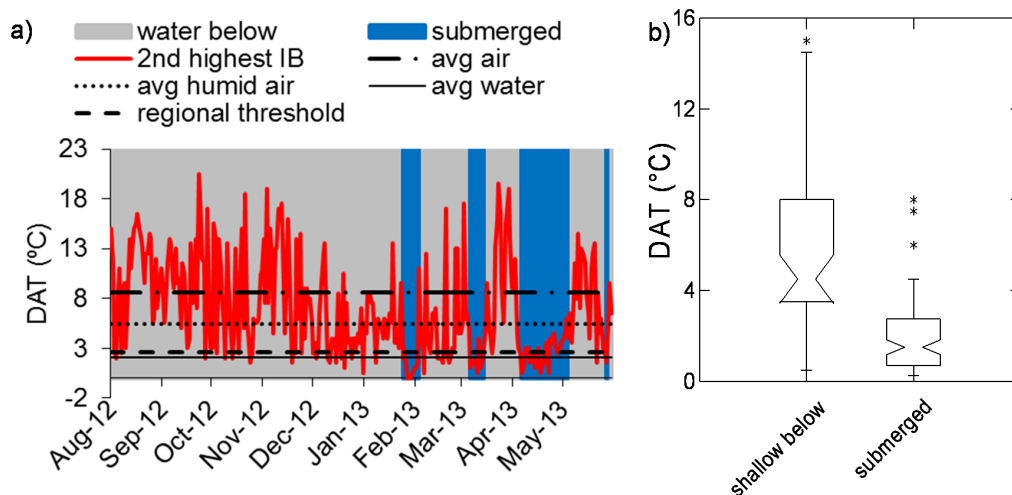 a)
water below
submerged
2nd highest IB
avg air
avg humid air
avg water
regional threshold
23
18
13
8
3
-2
DAT (ºC)
Aug-12
Sep-12
Oct-12
Nov-12
Dec-12
Jan-13
Feb-13
Mar-13
Apr-13
May-13
b)
16
12
8
4
0
DAT (°C)
shallow below
submerged